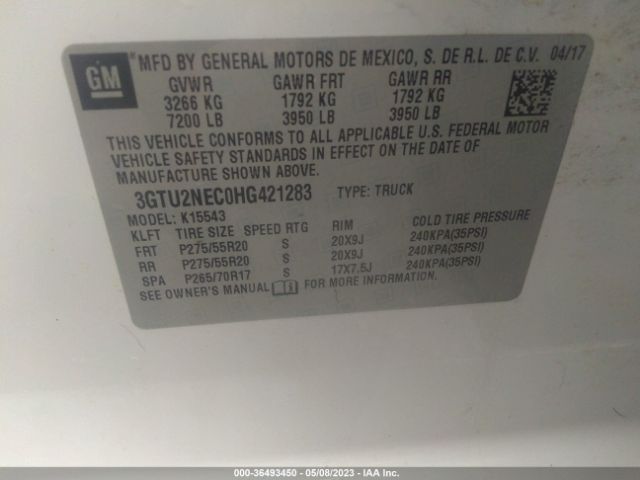 GM
MFD BY GENERAL MOTORS DE MEXICO, S. DE R.L. DE C.V. 04/17
GVWR GAWR FRT GAWR RR
3266 KG 1792 KG 1792 KG
7200 LB 3950 LB 3950 LB
THIS VEHICLE CONFORMS TO ALL APPLICABLE U.S. FEDERAL MOTOR
VEHICLE SAFETY STANDARDS IN EFFECT ON THE DATE OF
MANUFACTURE SHOWN ABOVE.
3GTU2NEC0HG421283 TYPE: TRUCK
MODEL: K15543
KLFT TIRE SIZE SPEED RTG RIM COLD TIRE PRESSURE
FRT P275/55R20 S 20X9J 240KPA(35PSI)
RR P275/55R20 S 20X9J 240KPA(35PSI)
SPA P265/70R17 S 17X7.5J 240KPA(35PSI)
SEE OWNER'S MANUAL FOR MORE INFORMATION.
000-36493450 - 05/08/2023 - IAA Inc.